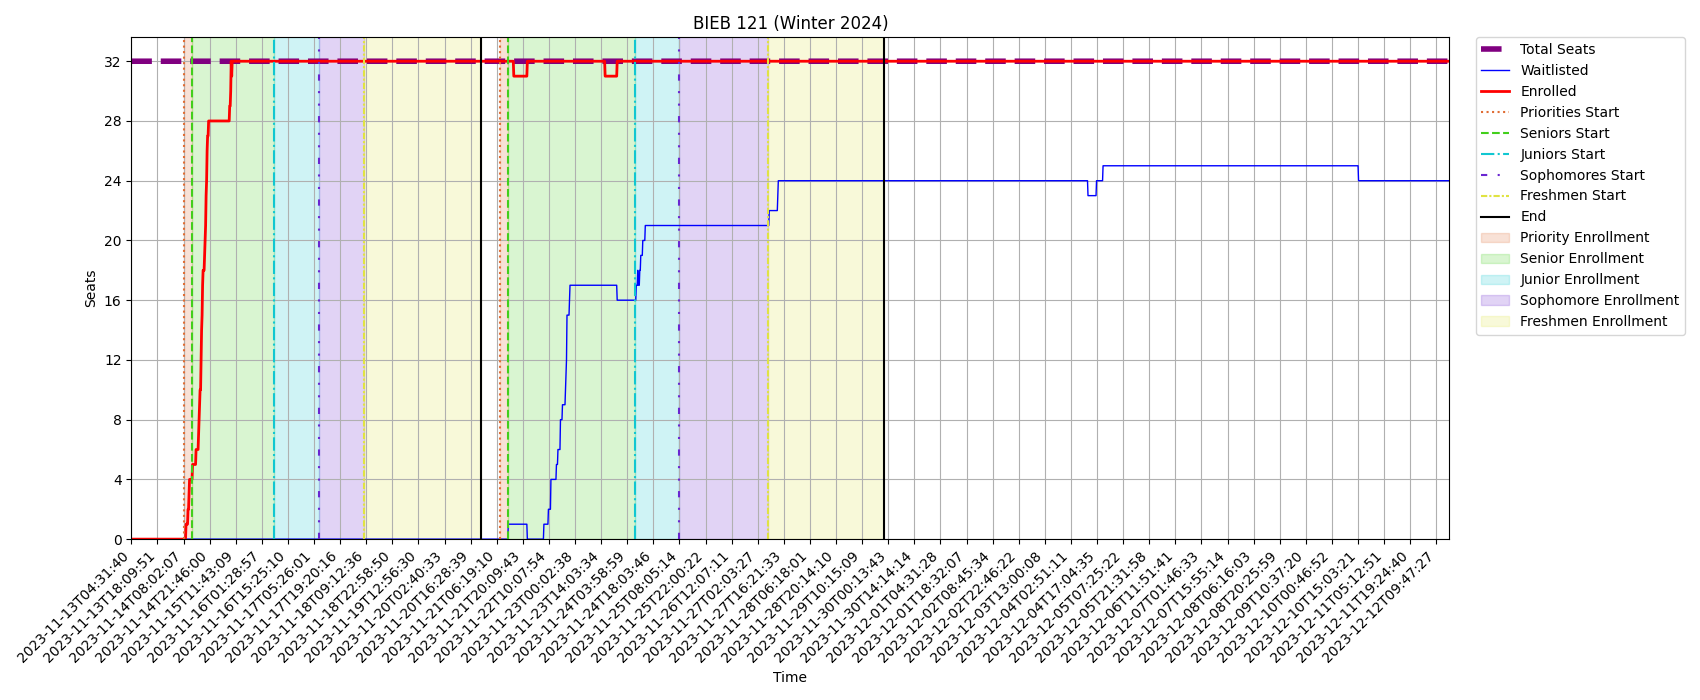 BIEB 121 (Winter 2024)
Seats
32
28
24
20
16
12
8
4
0
2023-11-13T04:31:40
2023-11-13T18:09:51
2023-11-14T08:02:07
2023-11-14T21:46:00
2023-11-15T11:43:09
2023-11-16T01:28:57
2023-11-16T15:25:10
2023-11-17T05:26:01
2023-11-17T19:20:16
2023-11-18T09:12:36
2023-11-18T22:58:50
2023-11-19T12:56:30
2023-11-20T02:40:33
2023-11-20T16:28:39
2023-11-21T06:19:10
2023-11-21T20:09:43
2023-11-22T10:07:54
2023-11-23T00:02:38
2023-11-23T14:03:34
2023-11-24T03:58:59
2023-11-24T18:03:46
2023-11-25T08:05:14
2023-11-25T22:00:22
2023-11-26T12:07:11
2023-11-27T02:03:27
2023-11-27T16:21:33
2023-11-28T06:18:01
2023-11-28T20:14:10
2023-11-29T10:15:09
2023-11-30T00:13:43
2023-11-30T14:14:14
2023-12-01T04:31:28
2023-12-01T18:32:07
2023-12-02T08:45:34
2023-12-02T22:46:22
2023-12-03T13:00:08
2023-12-04T02:51:11
2023-12-04T17:04:35
2023-12-05T07:25:22
2023-12-05T21:31:58
2023-12-06T11:51:41
2023-12-07T01:46:33
2023-12-07T15:55:14
2023-12-08T06:16:03
2023-12-08T20:25:59
2023-12-09T10:37:20
2023-12-10T00:46:52
2023-12-10T15:03:21
2023-12-11T05:12:51
2023-12-11T19:24:40
2023-12-12T09:47:27
Time
Total Seats
Waitlisted
Enrolled
Priorities Start
Seniors Start
Juniors Start
Sophomores Start
Freshmen Start
End
Priority Enrollment
Senior Enrollment
Junior Enrollment
Sophomore Enrollment
Freshmen Enrollment